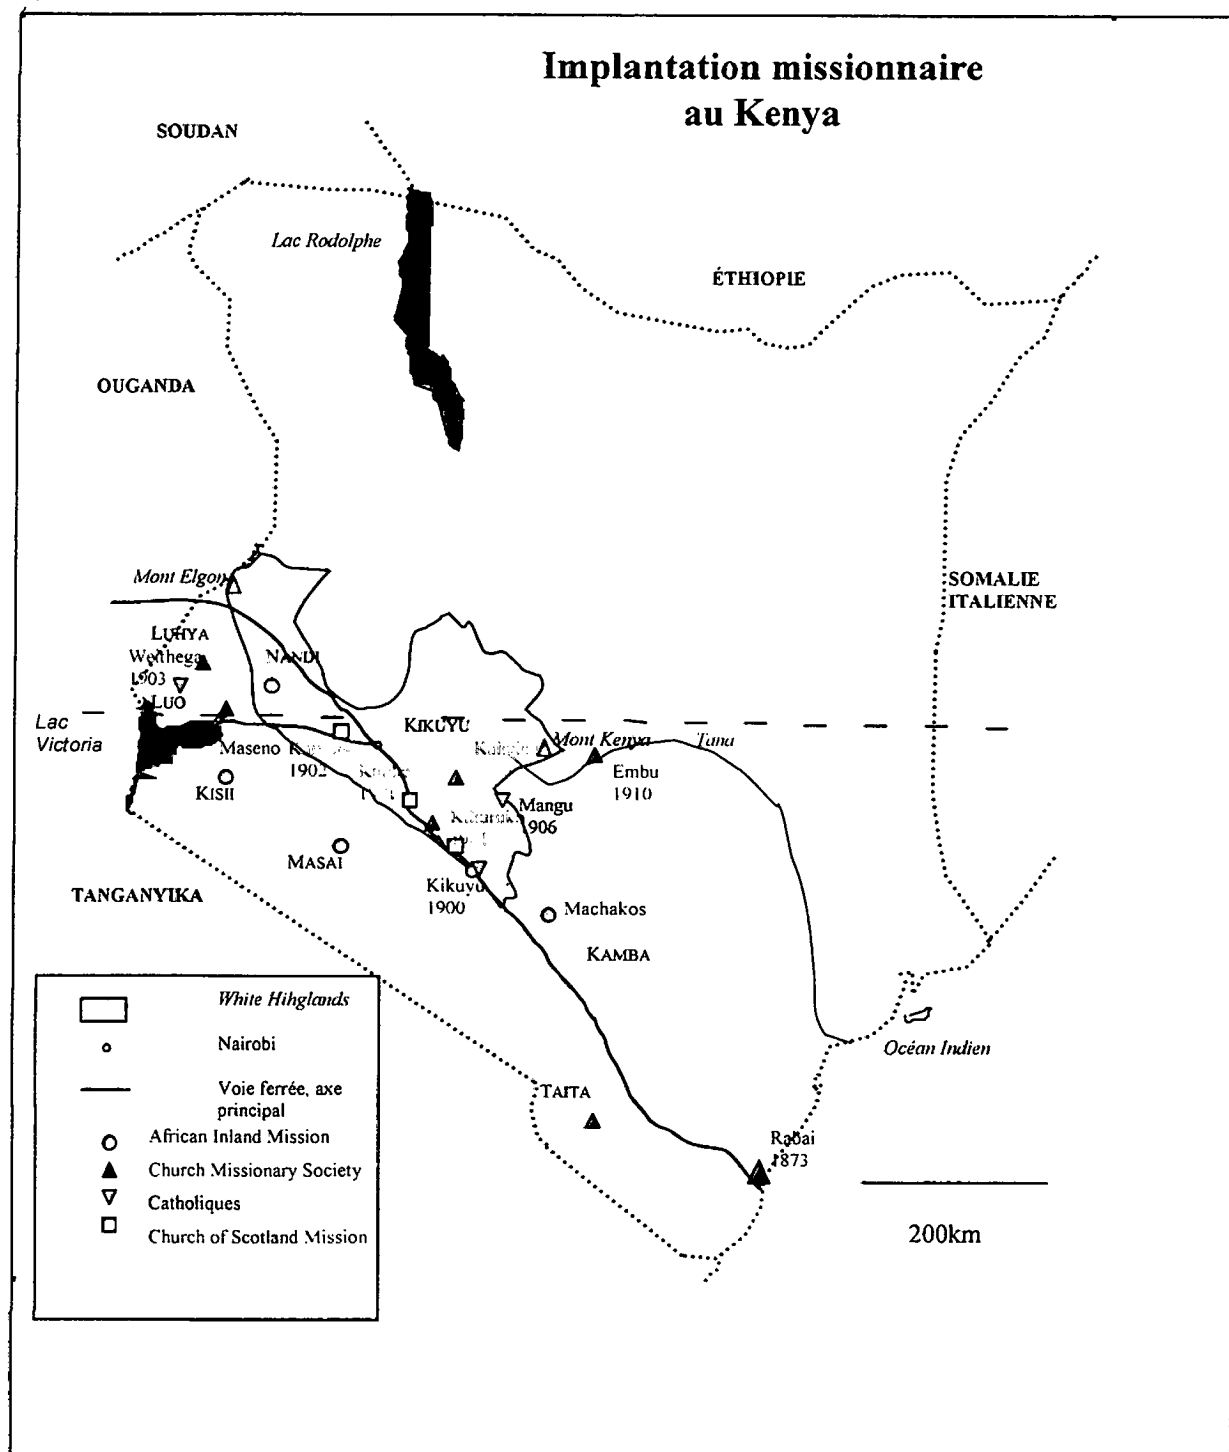 Implantation missionnaire
au Kenya
SOUDAN
Lac Rodolphe
ÉTHIOPIE
OUGANDA
SOMALIE
ITALIENNE
Mont Elgon
LUHYA
Weithega
1903
NANDI
LUO
Lac
Victoria
KIKUYU
Mont Kenya
Tana
Maseno
1902
Embu
1910
KISII
Mangu
1906
MASAI
Kikuyu
1900
TANGANYIKA
Machakos
KAMBA
White Hihglands
Nairobi
Voie ferrée, axe
principal
African Inland Mission
Church Missionary Society
Catholiques
Church of Scotland Mission
Océan Indien
TAITA
Rabai
1873
200km